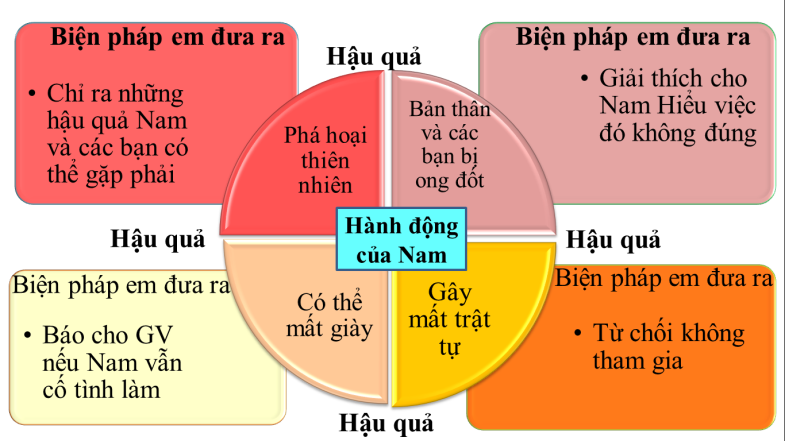 Biện pháp em đưa ra
• Chỉ ra những
hậu quả Nam
và các bạn có
thể gặp phải
Hậu quả
Biện pháp em đưa ra
• Giải thích cho
Nam Hiểu việc
đó không đúng
Phá hoại
thiên
nhiên
Bản thân
và các
bạn bị
ong đốt
Hậu quả
Hành động
của Nam
Hậu quả
Biện pháp em đưa ra
• Báo cho GV
nếu Nam vẫn
cố tình làm
Có thể
mất giày
Gây
mất trật
tự
Biện pháp em đưa ra
• Từ chối không
tham gia
Hậu quả